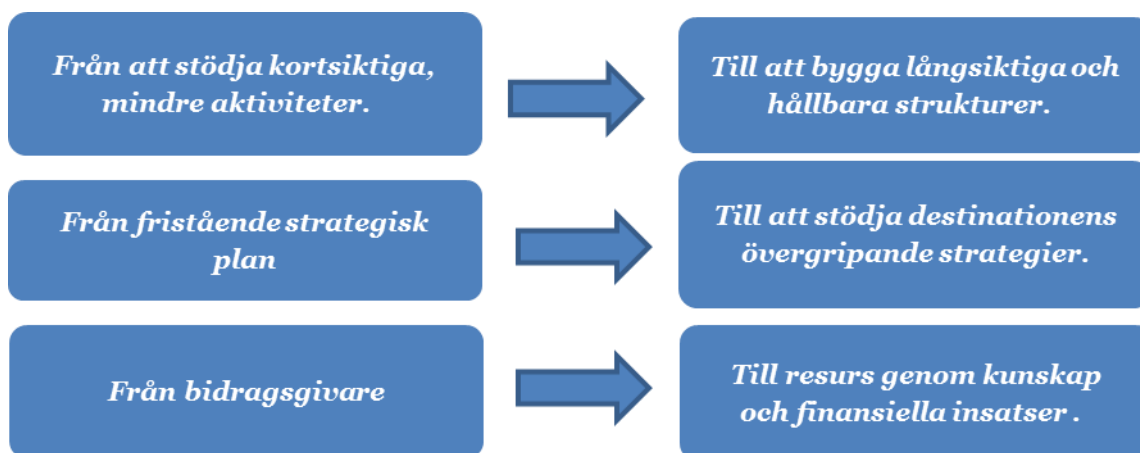 Från att stödja kortsiktiga,
mindre aktiviteter.
Till att bygga långsiktiga och
hållbara strukturer.
Från fristående strategisk
plan
Till att stödja destinationens
övergripande strategier.
Från bidragsgivare
Till resurs genom kunskap
och finansiella insatser .